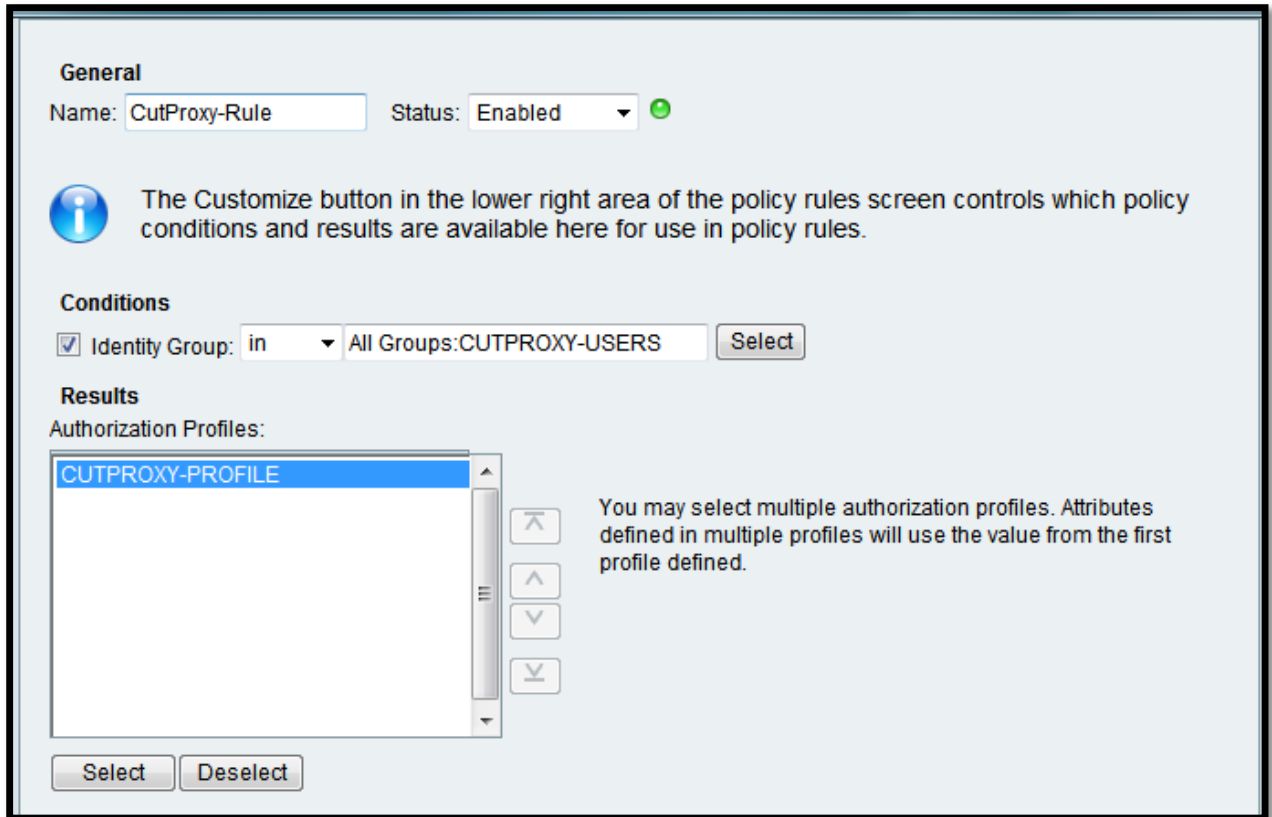 General
Name: CutProxy-Rule Status: Enabled
The Customize button in the lower right area of the policy rules screen controls which policy
conditions and results are available here for use in policy rules.
Conditions
Identity Group: in All Groups:CUTPROXY-USERS Select
Results
Authorization Profiles:
CUTPROXY-PROFILE
You may select multiple authorization profiles. Attributes
defined in multiple profiles will use the value from the first
profile defined.
Select Deselect